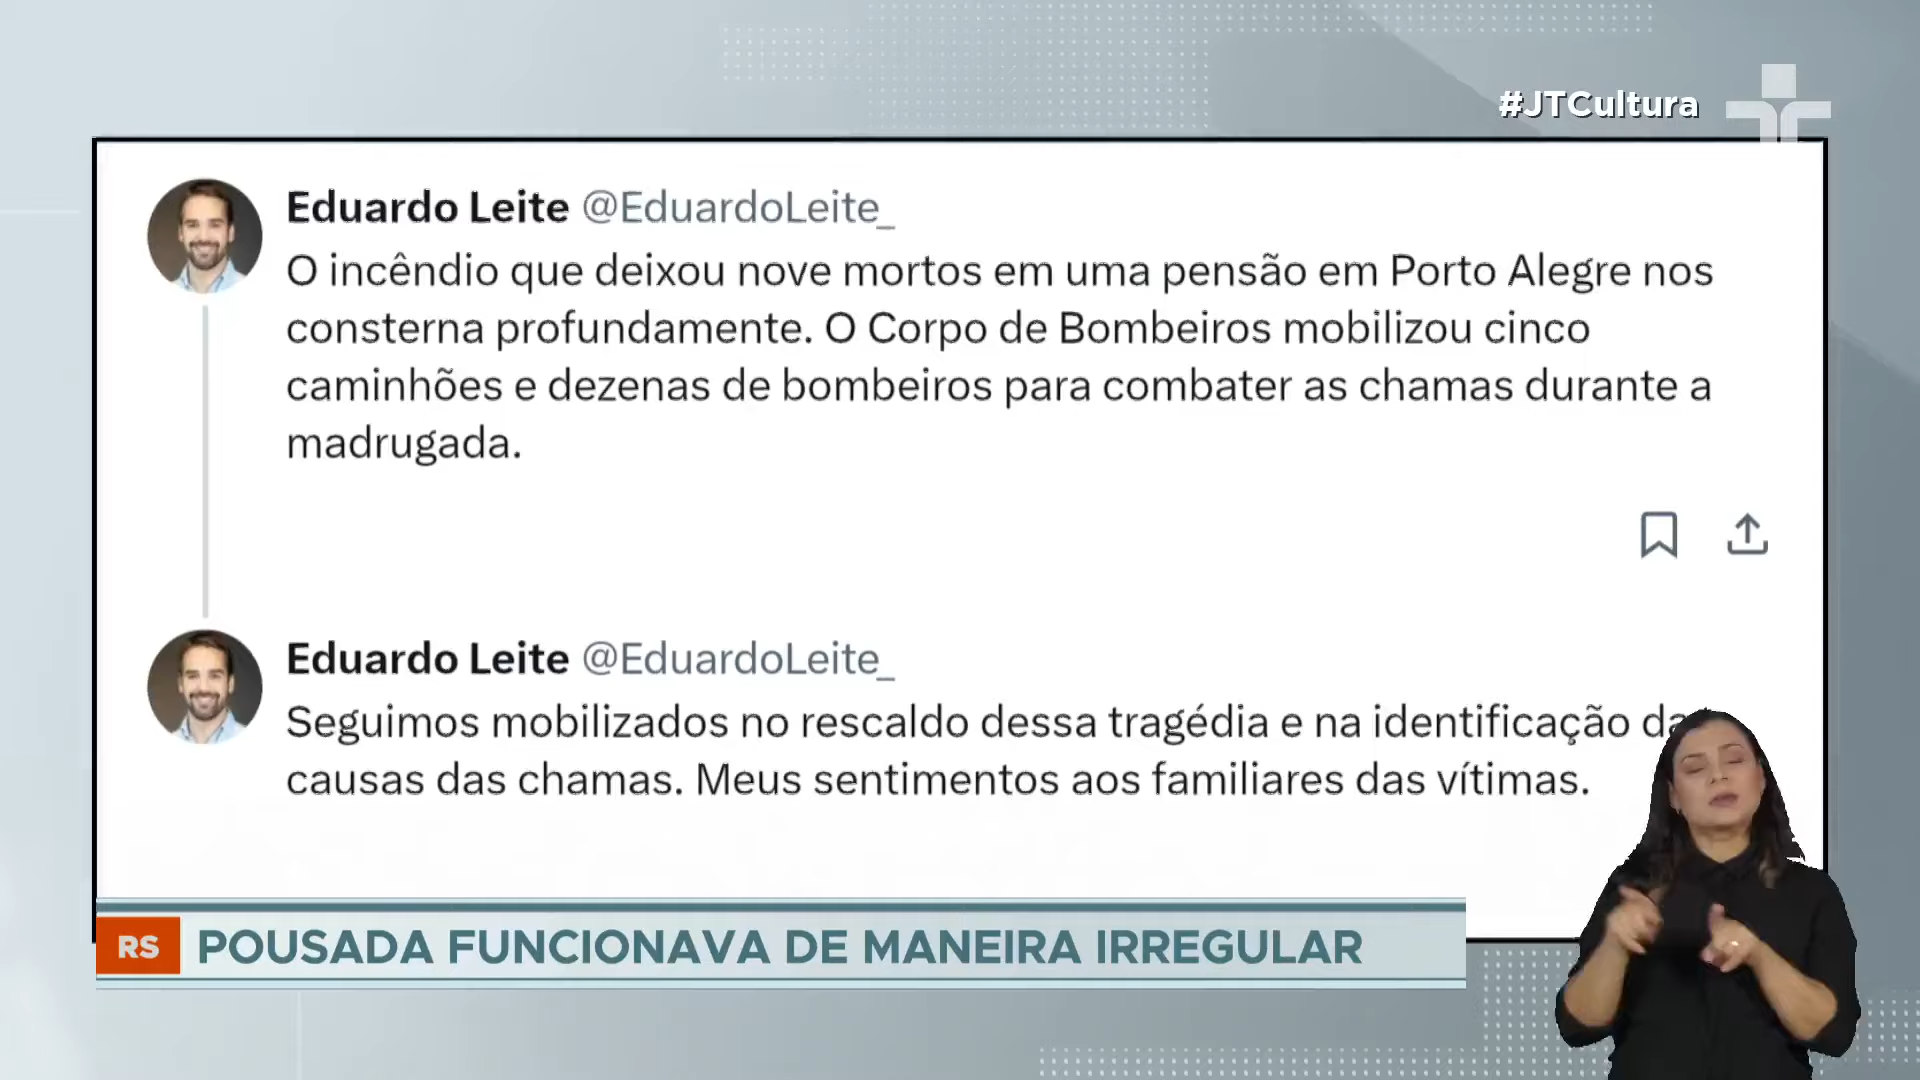 #JTCultura
Eduardo Leite @EduardoLeite_
O incêndio que deixou nove mortos em uma pensão em Porto Alegre nos
consterna profundamente. O Corpo de Bombeiros mobilizou cinco
caminhões e dezenas de bombeiros para combater as chamas durante a
madrugada.
Eduardo Leite @EduardoLeite_
Seguimos mobilizados no rescaldo dessa tragédia e na identificação
causas das chamas. Meus sentimentos aos familiares das vítimas.
RS POUSADA FUNCIONAVA DE MANEIRA IRREGULAR